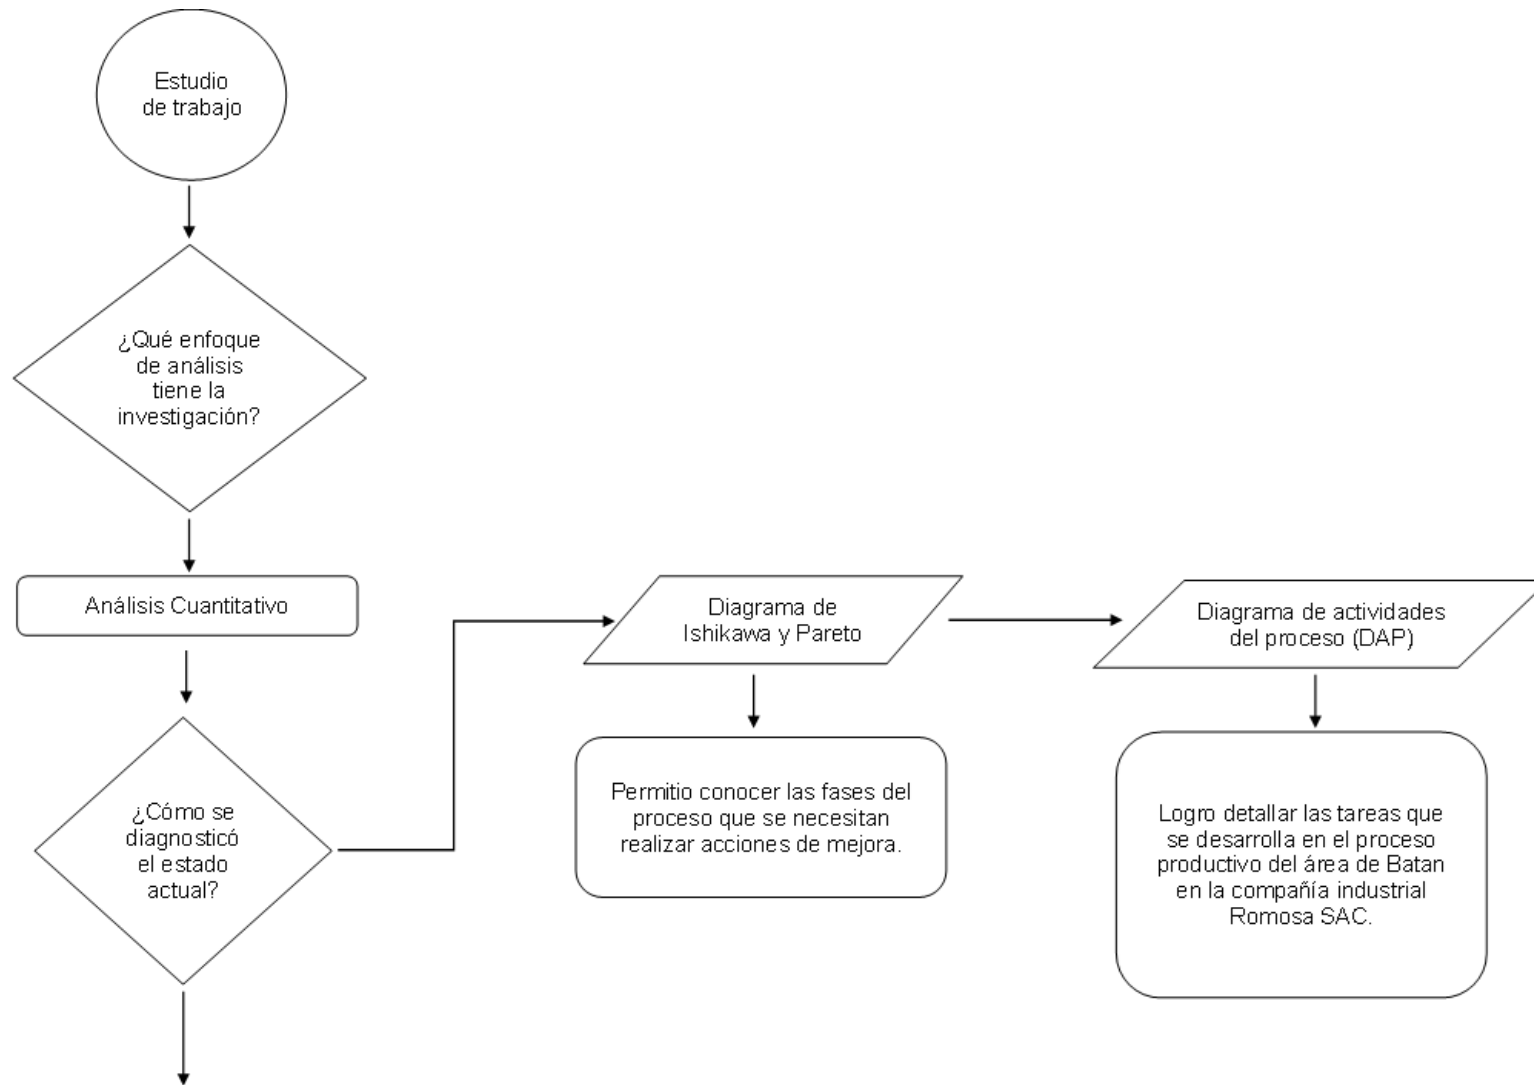 Estudio
de trabajo
¿Qué enfoque
de análisis
tiene la
investigación?
Análisis Cuantitativo
Diagrama de
Ishikawa y Pareto
Diagrama de actividades
del proceso (DAP)
¿Cómo se
diagnosticó
el estado
actual?
Permitio conocer las fases del
proceso que se necesitan
realizar acciones de mejora.
Logro detallar las tareas que
se desarrolla en el proceso
productivo del área de Batan
en la compañía industrial
Romosa SAC.